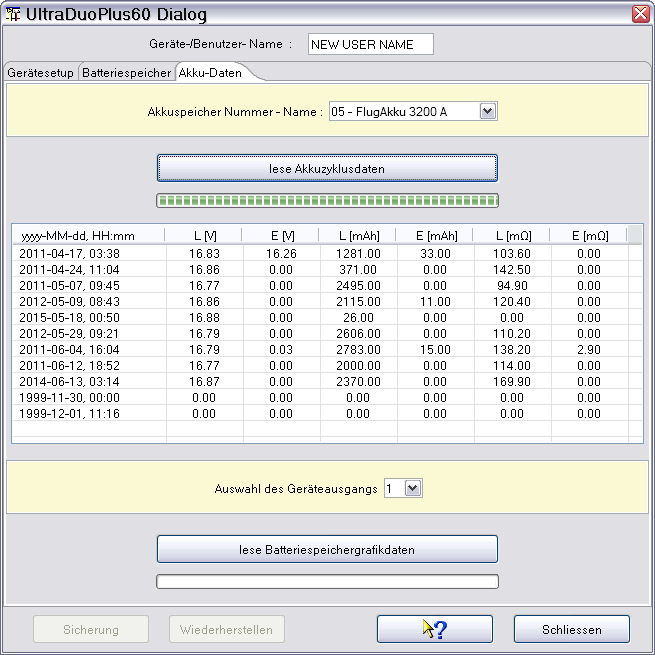 UltraDuoPlus60 Dialog
Geräte-/Benutzer- Name : NEW USER NAME
Gerätesetup Batteriespeicher Akku-Daten
Akkuspeicher Nummer - Name : 05 - FlugAkku 3200 A
lese Akkuzyklusdaten
yyyy-MM-dd, HH:mm L [V] E [V] L [mAh] E [mAh] L [mΩ] E [mΩ]
2011-04-17, 03:38 16.83 16.26 1281.00 33.00 103.60 0.00
2011-04-24, 11:04 16.86 0.00 371.00 0.00 142.50 0.00
2011-05-07, 09:45 16.77 0.00 2495.00 0.00 94.90 0.00
2012-05-09, 08:43 16.86 0.00 2115.00 11.00 120.40 0.00
2015-05-18, 00:50 16.88 0.00 26.00 0.00 0.00 0.00
2012-05-29, 09:21 16.79 0.00 2606.00 0.00 110.20 0.00
2011-06-04, 16:04 16.79 0.03 2783.00 15.00 138.20 2.90
2011-06-12, 18:52 16.77 0.00 2000.00 0.00 114.00 0.00
2014-06-13, 03:14 16.87 0.00 2370.00 0.00 169.90 0.00
1999-11-30, 00:00 0.00 0.00 0.00 0.00 0.00 0.00
1999-12-01, 11:16 0.00 0.00 0.00 0.00 0.00 0.00
Auswahl des Geräteausgangs 1
lese Batteriespeichergrafikdaten
Sicherung Wiederherstellen ? Schliessen